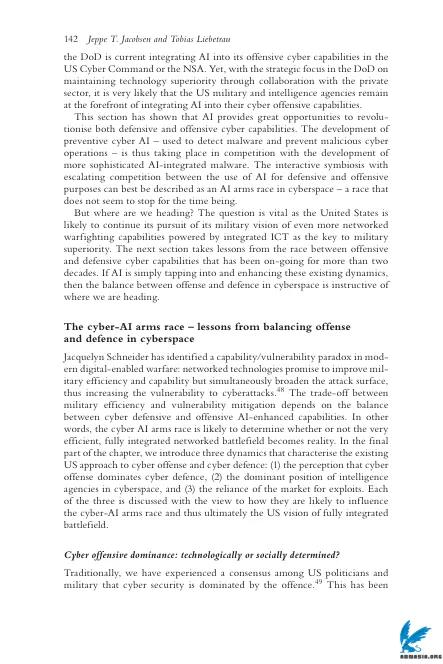 142 Jeppe T. Jacobsen and Tobias Liebetrau
the DoD is current integrating AI into its offensive cyber capabilities in the
US Cyber Command or the NSA. Yet, with the strategic focus in the DoD on
maintaining technology superiority through collaboration with the private
sector, it is very likely that the US military and intelligence agencies remain
at the forefront of integrating AI into their cyber offensive capabilities.
This section has shown that AI provides great opportunities to revolu-
tionise both defensive and offensive cyber capabilities. The development of
preventive cyber AI – used to detect malware and prevent malicious cyber
operations – is thus taking place in competition with the development of
more sophisticated AI-integrated malware. The interactive symbiosis with
escalating competition between the use of AI for defensive and offensive
purposes can best be described as an AI arms race in cyberspace – a race that
does not seem to stop for the time being.
But where are we heading? The question is vital as the United States is
likely to continue its pursuit of its military vision of even more networked
warfighting capabilities powered by integrated ICT as the key to military
superiority. The next section takes lessons from the race between offensive
and defensive cyber capabilities that has been on-going for more than two
decades. If AI is simply tapping into and enhancing these existing dynamics,
then the balance between offense and defence in cyberspace is instructive of
where we are heading.
The cyber-AI arms race – lessons from balancing offense
and defence in cyberspace
Jacquelyn Schneider has identified a capability/vulnerability paradox in mod-
ern digital-enabled warfare: networked technologies promise to improve mil-
itary efficiency and capability but simultaneously broaden the attack surface,
thus increasing the vulnerability to cyberattacks.48 The trade-off between
military efficiency and vulnerability mitigation depends on the balance
between cyber defensive and offensive AI-enhanced capabilities. In other
words, the cyber AI arms race is likely to determine whether or not the very
efficient, fully integrated networked battlefield becomes reality. In the final
part of the chapter, we introduce three dynamics that characterise the existing
US approach to cyber offense and cyber defence: (1) the perception that cyber
offense dominates cyber defence, (2) the dominant position of intelligence
agencies in cyberspace, and (3) the reliance of the market for exploits. Each
of the three is discussed with the view to how they are likely to influence
the cyber-AI arms race and thus ultimately the US vision of fully integrated
battlefield.
Cyber offensive dominance: technologically or socially determined?
Traditionally, we have experienced a consensus among US politicians and
military that cyber security is dominated by the offence.49 This has been